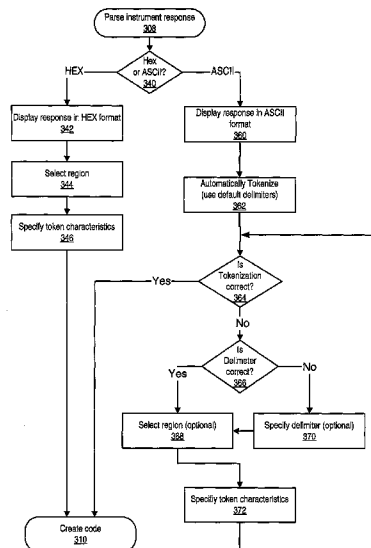 Parse instrument response
308
Hex
or ASCII?
340
HEX
ASCII
Display response in HEX format
342
Select region
344
Specify token characteristics
346
Display response in ASCII
format
360
Automatically Tokenize
(use default delimiters)
362
Is
Tokenization
correct?
364
Yes
No
Is
Delimeter
correct?
366
Yes
No
Select region (optional)
368
Specify delimiter (optional)
370
Specifiy token characteristics
372
Create code
310